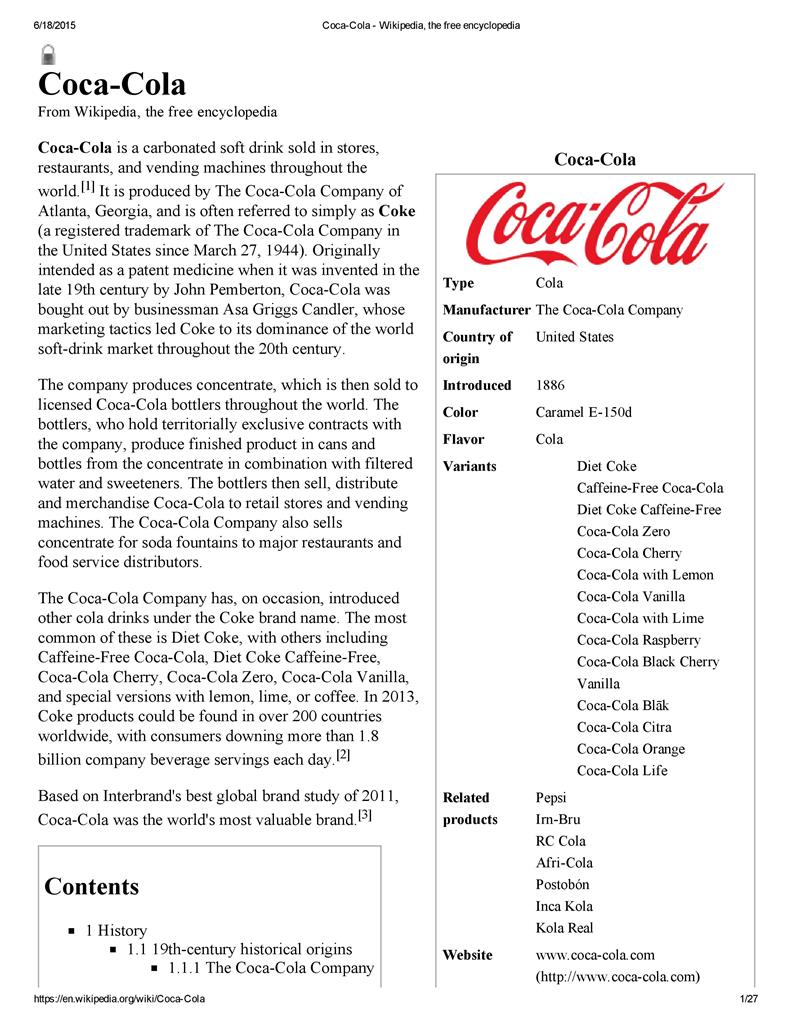 6/18/2015
Coca-Cola - Wikipedia, the free encyclopedia
Coca-Cola
From Wikipedia, the free encyclopedia
Coca-Cola is a carbonated soft drink sold in stores,
restaurants, and vending machines throughout the
world.[1] It is produced by The Coca-Cola Company of
Atlanta, Georgia, and is often referred to simply as Coke
(a registered trademark of The Coca-Cola Company in
the United States since March 27, 1944). Originally
intended as a patent medicine when it was invented in the
late 19th century by John Pemberton, Coca-Cola was
bought out by businessman Asa Griggs Candler, whose
marketing tactics led Coke to its dominance of the world
soft-drink market throughout the 20th century.
The company produces concentrate, which is then sold to
licensed Coca-Cola bottlers throughout the world. The
bottlers, who hold territorially exclusive contracts with
the company, produce finished product in cans and
bottles from the concentrate in combination with filtered
water and sweeteners. The bottlers then sell, distribute
and merchandise Coca-Cola to retail stores and vending
machines. The Coca-Cola Company also sells
concentrate for soda fountains to major restaurants and
food service distributors.
The Coca-Cola Company has, on occasion, introduced
other cola drinks under the Coke brand name. The most
common of these is Diet Coke, with others including
Caffeine-Free Coca-Cola, Diet Coke Caffeine-Free,
Coca-Cola Cherry, Coca-Cola Zero, Coca-Cola Vanilla,
and special versions with lemon, lime, or coffee. In 2013,
Coke products could be found in over 200 countries
worldwide, with consumers downing more than 1.8
billion company beverage servings each day.[2]
Based on Interbrand's best global brand study of 2011,
Coca-Cola was the world's most valuable brand.[3]
Contents
1 History
1.1 19th-century historical origins
1.1.1 The Coca-Cola Company
Coca-Cola
Coca-Cola
Type Cola
Manufacturer The Coca-Cola Company
Country of United States
origin
Introduced 1886
Color Caramel E-150d
Flavor Cola
Variants Diet Coke
Caffeine-Free Coca-Cola
Diet Coke Caffeine-Free
Coca-Cola Zero
Coca-Cola Cherry
Coca-Cola with Lemon
Coca-Cola Vanilla
Coca-Cola with Lime
Coca-Cola Raspberry
Coca-Cola Black Cherry
Vanilla
Coca-Cola Blāk
Coca-Cola Citra
Coca-Cola Orange
Coca-Cola Life
Related Pepsi
products Irn-Bru
RC Cola
Afri-Cola
Postobón
Inca Kola
Kola Real
Website www.coca-cola.com
(http://www.coca-cola.com)
https://en.wikipedia.org/wiki/Coca-Cola
1/27